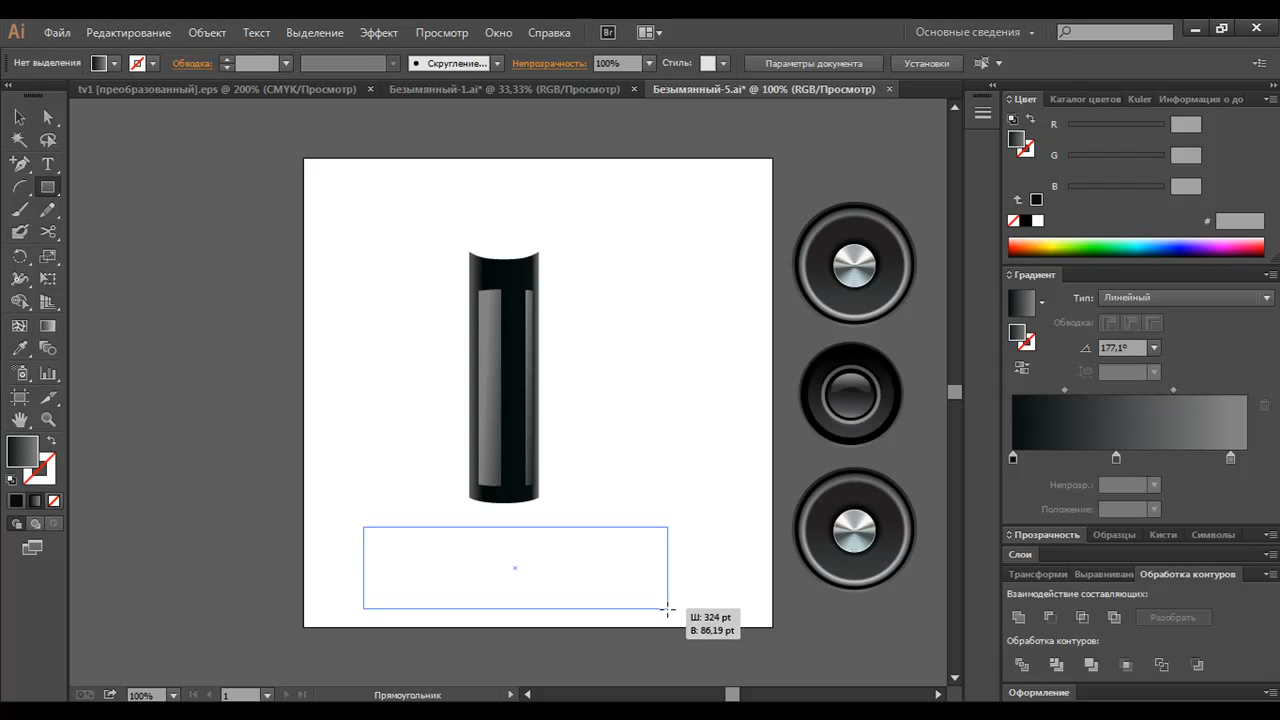 Ai Файл Редактирование Объект Текст Выделение Эффект Просмотр Окно Справка Br Основные сведения
Нет выделения Обводка: Скругление... Непрозрачность: 100% Стиль: Параметры документа Установки
tv1 [преобразованный].eps @ 200% (CMYK/Просмотр) × Безымянный-1.ai* @ 33,33% (RGB/Просмотр) × Безымянный-5.ai* @ 100% (RGB/Просмотр) ×
Цвет Каталог цветов Kuler Информация о до
R
G
B
#
Градиент
Тип: Линейный
Обводка:
177,1°
Непрозр.:
Положение:
Прозрачность Образцы Кисти Символы
Слои
Трансформи Выравниван Обработка контуров
Взаимодействие составляющих:
Разобрать
Обработка контуров:
Оформление
Ш: 324 pt
В: 86,19 pt
100% 1 Прямоугольник